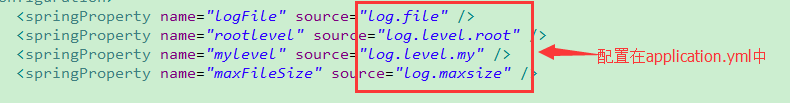 onfiguration>
<springProperty name="logFile" source="log.file" />
<springProperty name="rootlevel" source="log.level.root" />
<springProperty name="mylevel" source="log.level.my" />
<springProperty name="maxFileSize" source="log.maxsize" />
配置在application.yml中